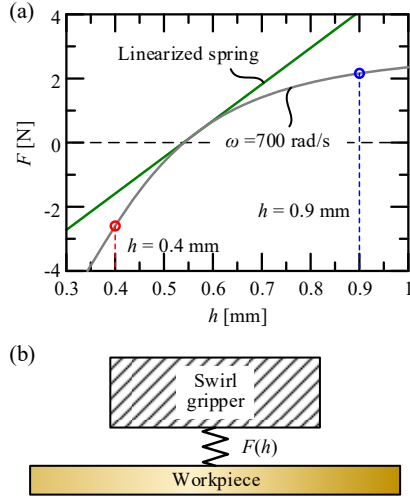 (a)
4
2
0
-2
-4
F [N]
Linearized spring
ω=700 rad/s
h = 0.9 mm
h = 0.4 mm
0.3 0.4 0.5 0.6 0.7 0.8 0.9 1
h [mm]
(b)
Swirl
gripper
F(h)
Workpiece